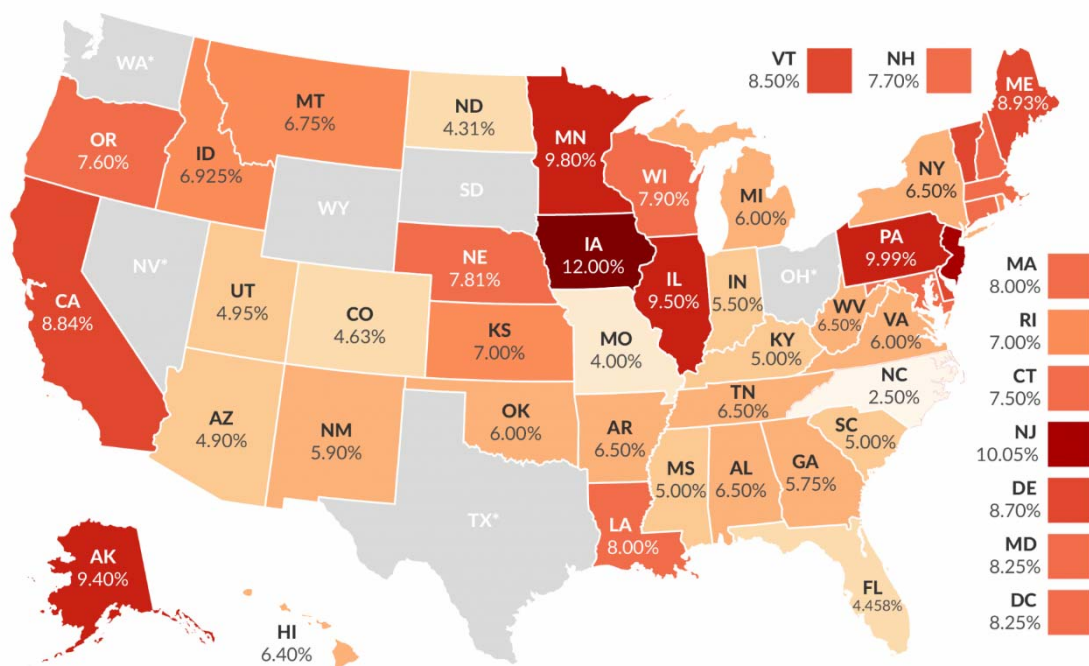 WA*
VT
8.50%
NH
7.70%
ME
8.93%
MT
6.75%
ND
4.31%
MN
9.80%
OR
7.60%
ID
6.925%
WI
7.90%
NY
6.50%
SD
MI
6.00%
WY
IA
12.00%
PA
9.99%
NV*
NE
7.81%
IL
9.50%
IN
5.50%
OH*
MA
8.00%
CA
8.84%
UT
4.95%
CO
4.63%
WV
6.50%
VA
6.00%
RI
7.00%
KS
7.00%
MO
4.00%
KY
5.00%
NC
2.50%
CT
7.50%
AZ
4.90%
NM
5.90%
OK
6.00%
AR
6.50%
TN
6.50%
SC
5.00%
NJ
10.05%
MS
5.00%
AL
6.50%
GA
5.75%
DE
8.70%
TX*
LA
8.00%
MD
8.25%
AK
9.40%
FL
4.458%
DC
8.25%
HI
6.40%